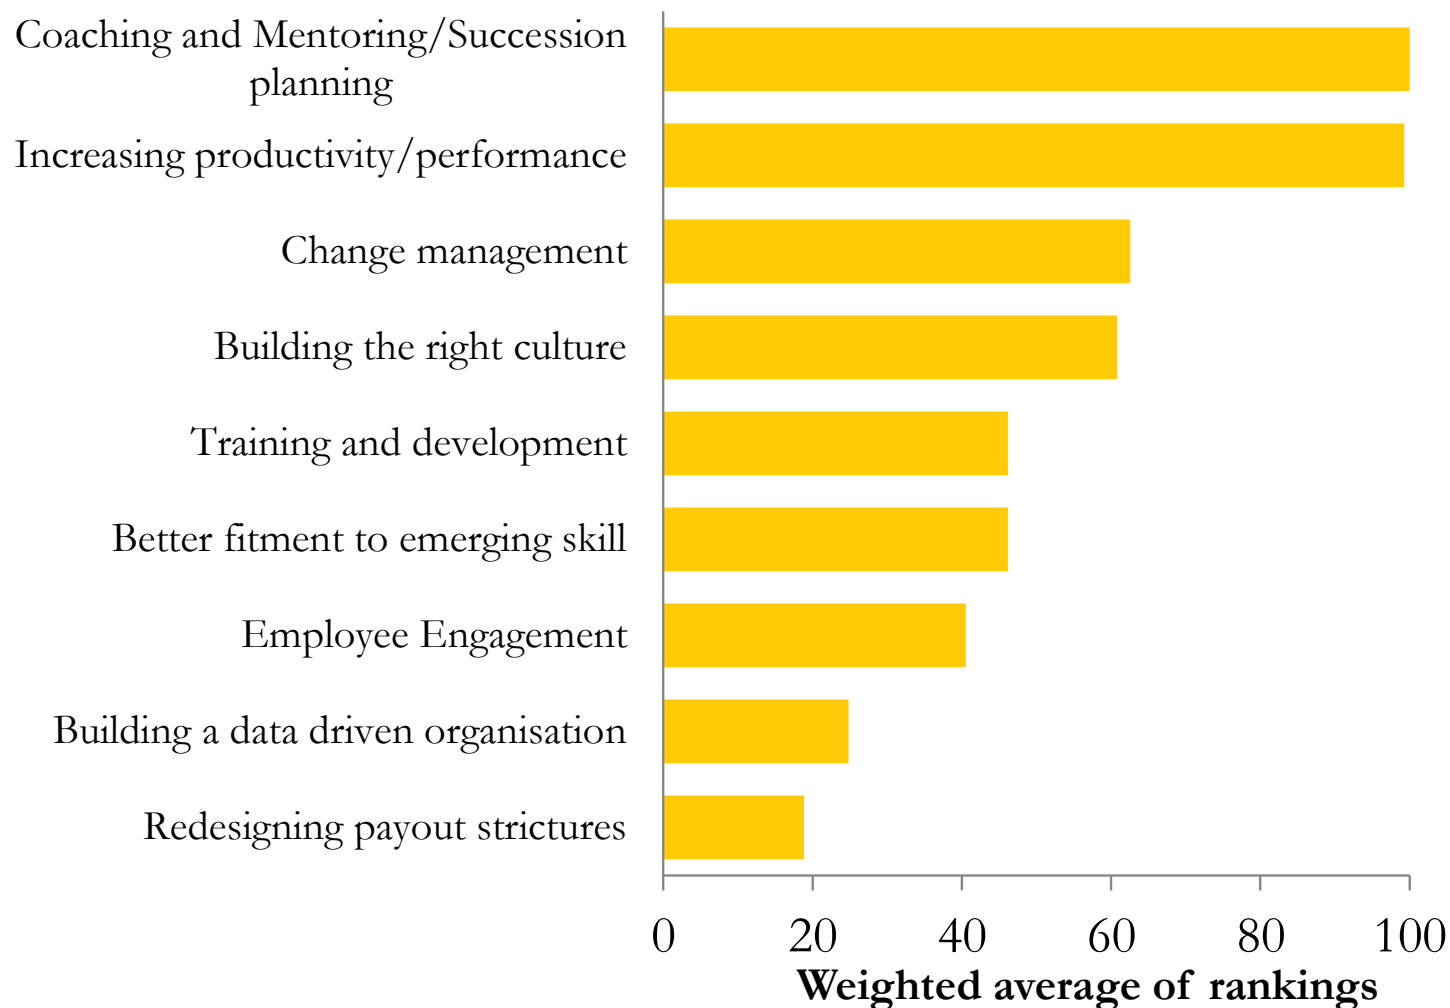 Coaching and Mentoring/Succession
planning
Increasing productivity/performance
Change management
Building the right culture
Training and development
Better fitment to emerging skill
Employee Engagement
Building a data driven organisation
Redesigning payout strictures
0 20 40 60 80 100
Weighted average of rankings